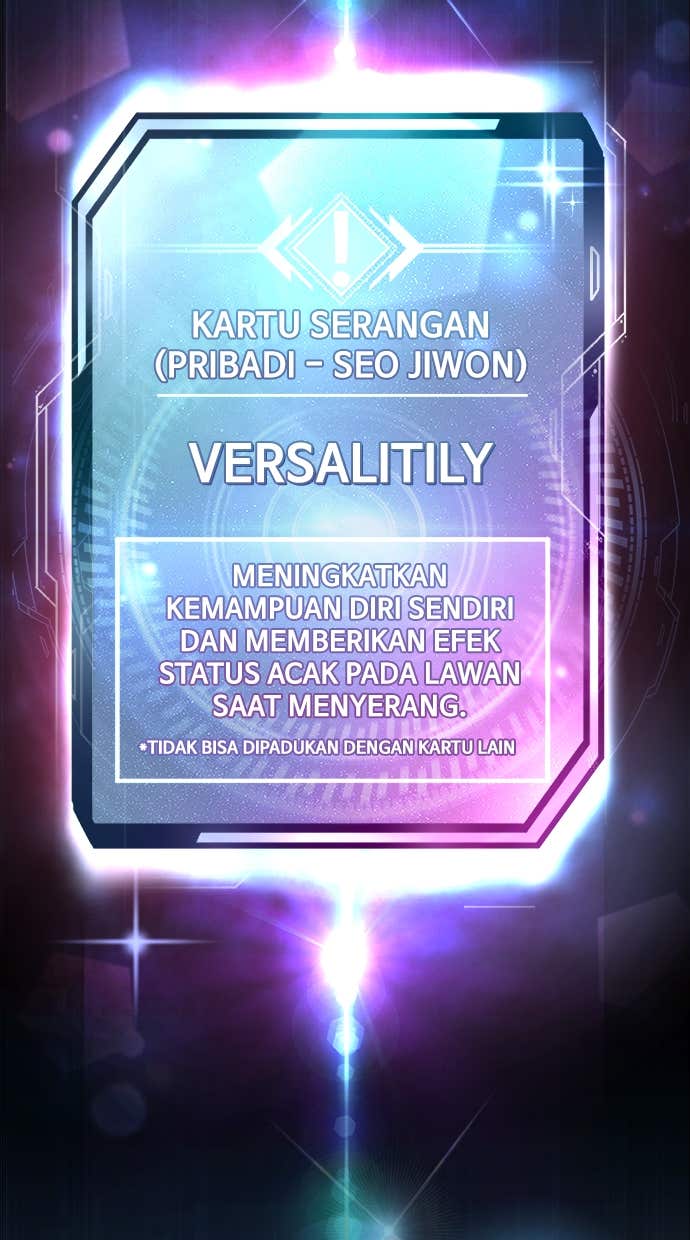 !
KARTU SERANGAN
(PRIBADI - SEO JIWON)
VERSALITILY
MENINGKATKAN
KEMAMPUAN DIRI SENDIRI
DAN MEMBERIKAN EFEK
STATUS ACAK PADA LAWAN
SAAT MENYERANG.
*TIDAK BISA DIPADUKAN DENGAN KARTU LAIN